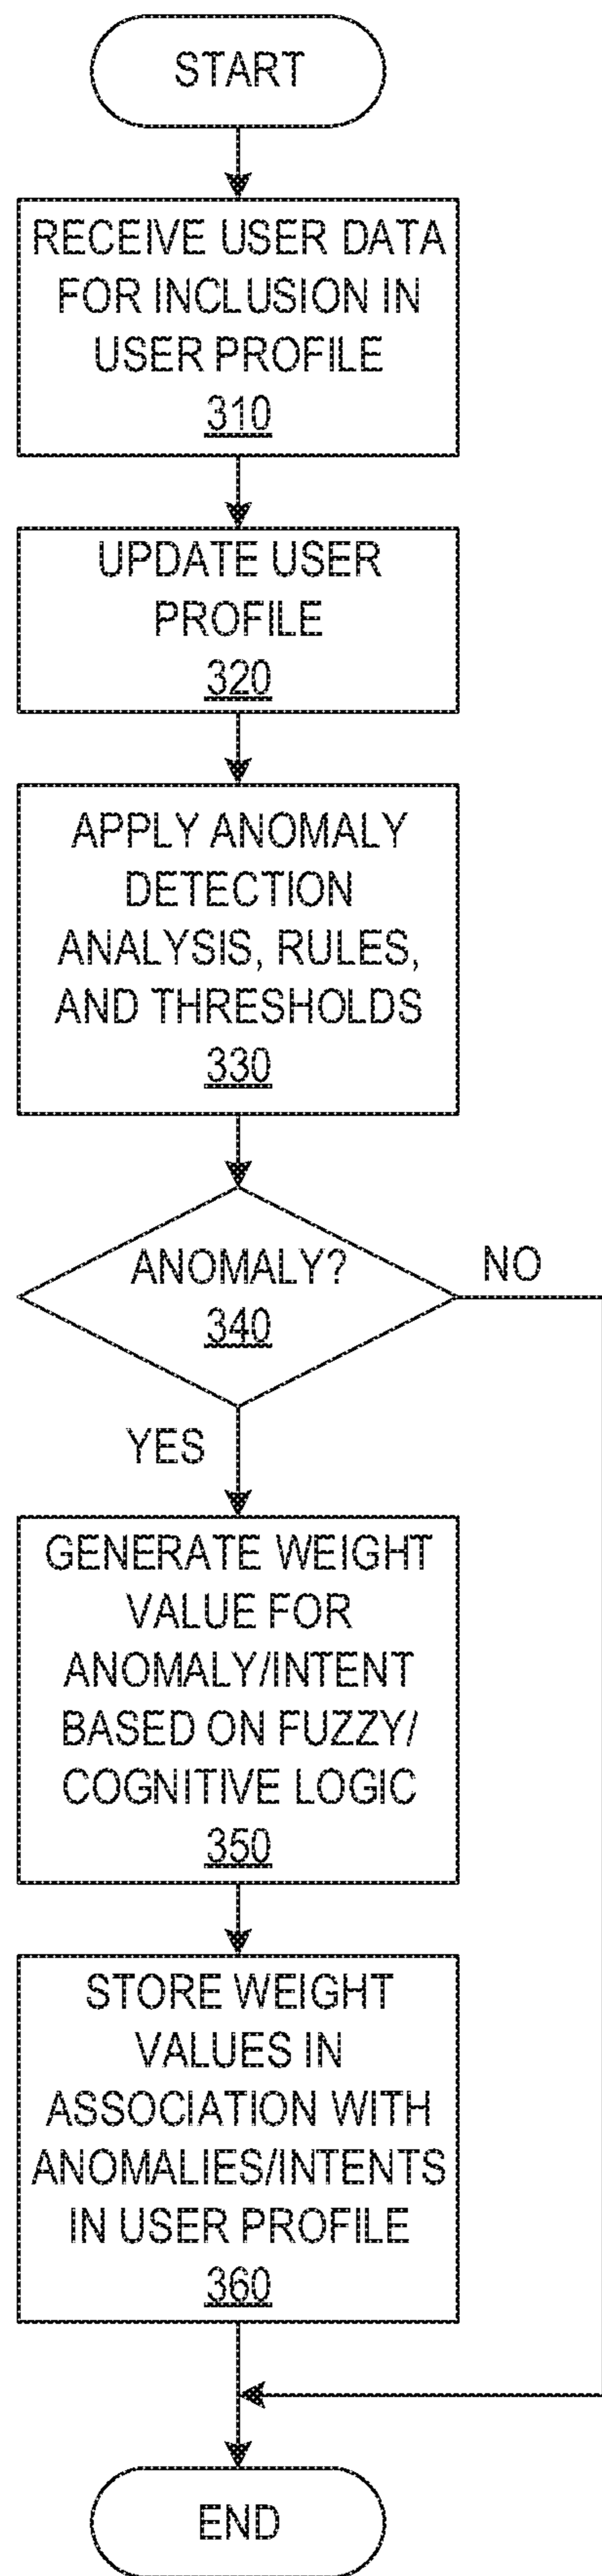 START
RECEIVE USER DATA
FOR INCLUSION IN
USER PROFILE
310
UPDATE USER
PROFILE
320
APPLY ANOMALY
DETECTION
ANALYSIS, RULES,
AND THRESHOLDS
330
ANOMALY?
340
NO
YES
GENERATE WEIGHT
VALUE FOR
ANOMALY/INTENT
BASED ON FUZZY/
COGNITIVE LOGIC
350
STORE WEIGHT
VALUES IN
ASSOCIATION WITH
ANOMALIES/INTENTS
IN USER PROFILE
360
END